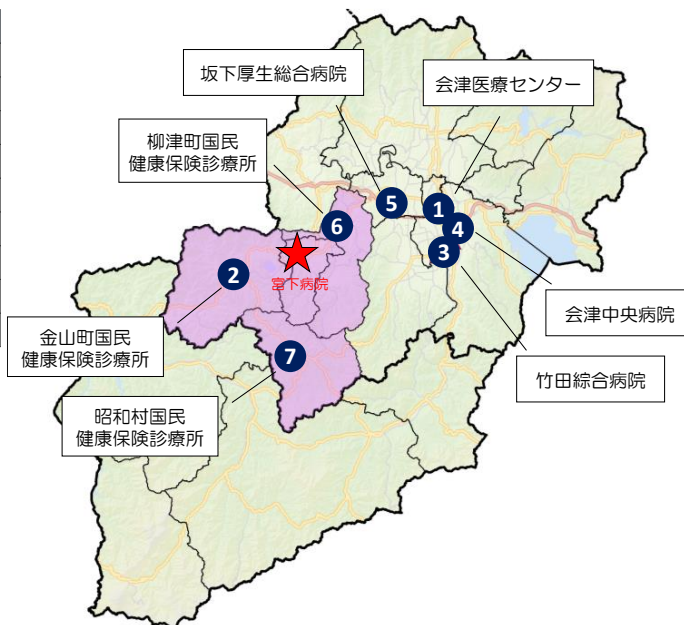 坂下厚生総合病院
会津医療センター
柳津町国民
健康保険診療所
5
1
6
4
3
宮下病院
2
会津中央病院
金山町国民
健康保険診療所
7
竹田綜合病院
昭和村国民
健康保険診療所